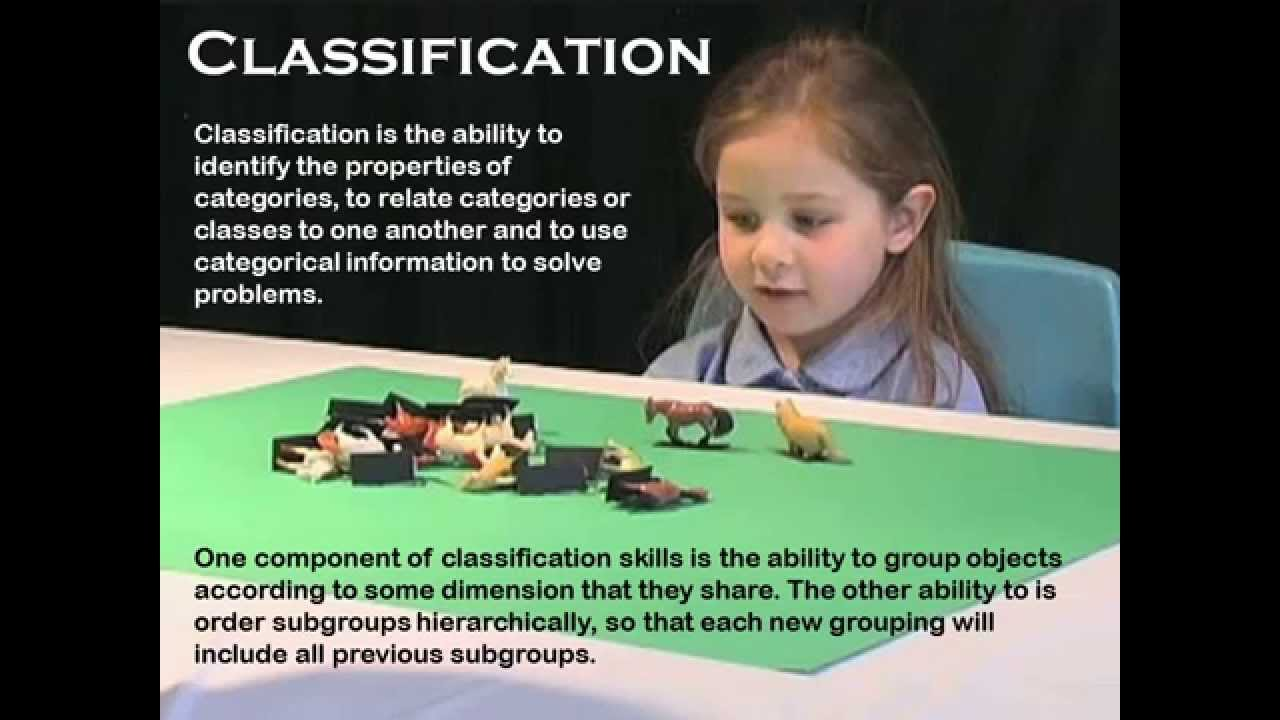 CLASSIFICATION
Classification is the ability to
identify the properties of
categories, to relate categories or
classes to one another and to use
categorical information to solve
problems.
One component of classification skills is the ability to group objects
according to some dimension that they share. The other ability to is
order subgroups hierarchically, so that each new grouping will
include all previous subgroups.